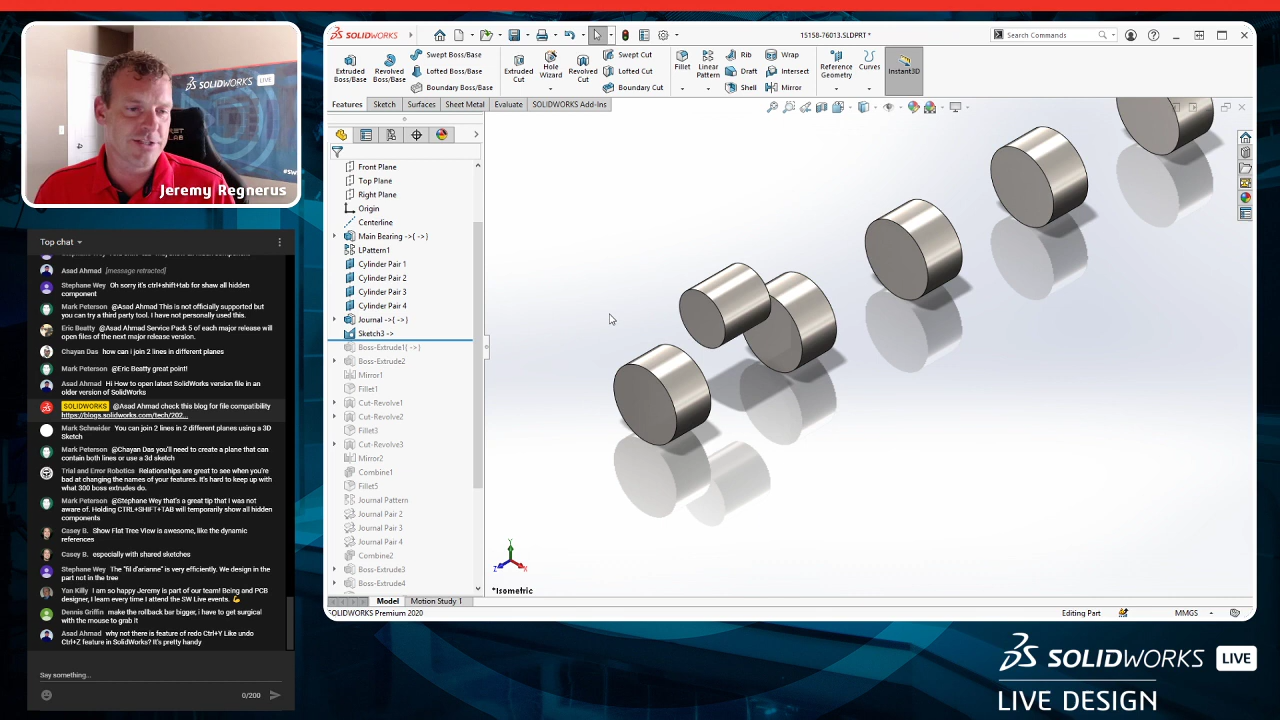 SOLIDWORKS LIVE
Jeremy Regnerus
Top chat
Asad Ahmad [message retracted]
Stephane Wey Oh sorry it's ctrl+shift+tab for shaw all hidden
component
Mark Peterson @Asad Ahmad This is not officially supported but
you can try a third party tool. I have not personally used this.
Eric Beatty @Asad Ahmad Service Pack 5 of each major release will
open files of the next major release version.
Chayan Das how can i join 2 lines in different planes
Mark Peterson @Eric Beatty great point!
Asad Ahmad Hi How to open latest SolidWorks version file in an
older version of SolidWorks
SOLIDWORKS @Asad Ahmad check this blog for file compatibility
https://blogs.solidworks.com/tech/202...
Mark Schneider You can join 2 lines in 2 different planes using a 3D
Sketch
Mark Peterson @Chayan Das you'll need to create a plane that can
contain both lines or use a 3d sketch
Trial and Error Robotics Relationships are great to see when you're
bad at changing the names of your features. It's hard to keep up with
what 300 boss extrudes do.
Mark Peterson @Stephane Wey that's a great tip that I was not
aware of. Holding CTRL+SHIFT+TAB will temporarily show all hidden
components
Casey B. Show Flat Tree View is awesome, like the dynamic
references
Casey B. especially with shared sketches
Stephane Wey The "fil d'arianne" is very efficiently. We design in the
part not in the tree
Yan Killy I am so happy Jeremy is part of our team! Being and PCB
designer, I learn every time I attend the SW Live events.
Dennis Griffin make the rollback bar bigger, i have to get surgical
with the mouse to grab it
Asad Ahmad why not there is feature of redo Ctrl+Y Like undo
Ctrl+Z feature in SolidWorks? It's pretty handy
Say something...
0/200
SOLIDWORKS
15158-76013.SLDPRT *
Search Commands
Extruded Boss/Base
Revolved Boss/Base
Swept Boss/Base
Lofted Boss/Base
Boundary Boss/Base
Extruded Cut
Hole Wizard
Revolved Cut
Swept Cut
Lofted Cut
Boundary Cut
Fillet
Linear Pattern
Rib
Draft
Shell
Wrap
Intersect
Mirror
Reference Geometry
Curves
Instant3D
Features Sketch Surfaces Sheet Metal Evaluate SOLIDWORKS Add-Ins
Front Plane
Top Plane
Right Plane
Origin
Centerline
Main Bearing ->{ ->}
LPattern1
Cylinder Pair 1
Cylinder Pair 2
Cylinder Pair 3
Cylinder Pair 4
Journal ->{ ->}
Sketch3 ->
Boss-Extrude1{ ->}
Boss-Extrude2
Mirror1
Fillet1
Cut-Revolve1
Cut-Revolve2
Fillet3
Cut-Revolve3
Mirror2
Combine1
Fillet5
Journal Pattern
Journal Pair 2
Journal Pair 3
Journal Pair 4
Combine2
Boss-Extrude3
Boss-Extrude4
Y
Z
X
*Isometric
Model Motion Study 1
SOLIDWORKS Premium 2020
Editing Part
MMGS
SOLIDWORKS LIVE
LIVE DESIGN